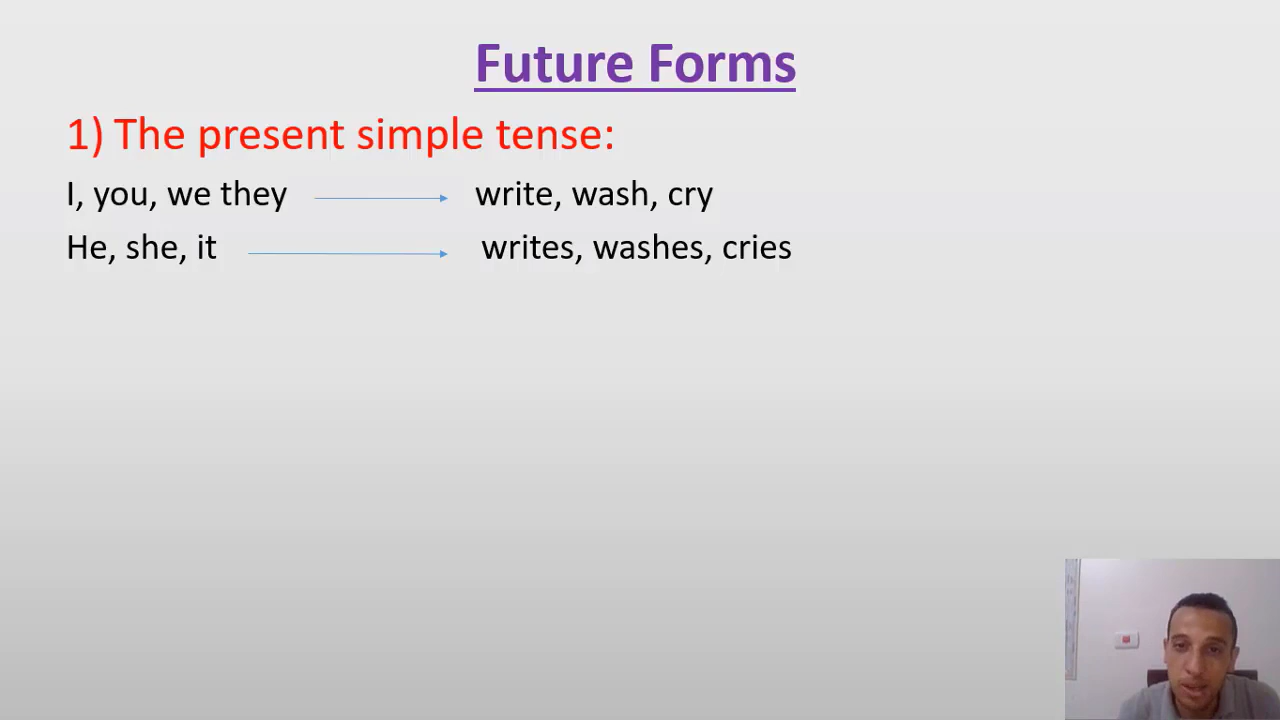 Future Forms
1) The present simple tense:
I, you, we they write, wash, cry
He, she, it writes, washes, cries